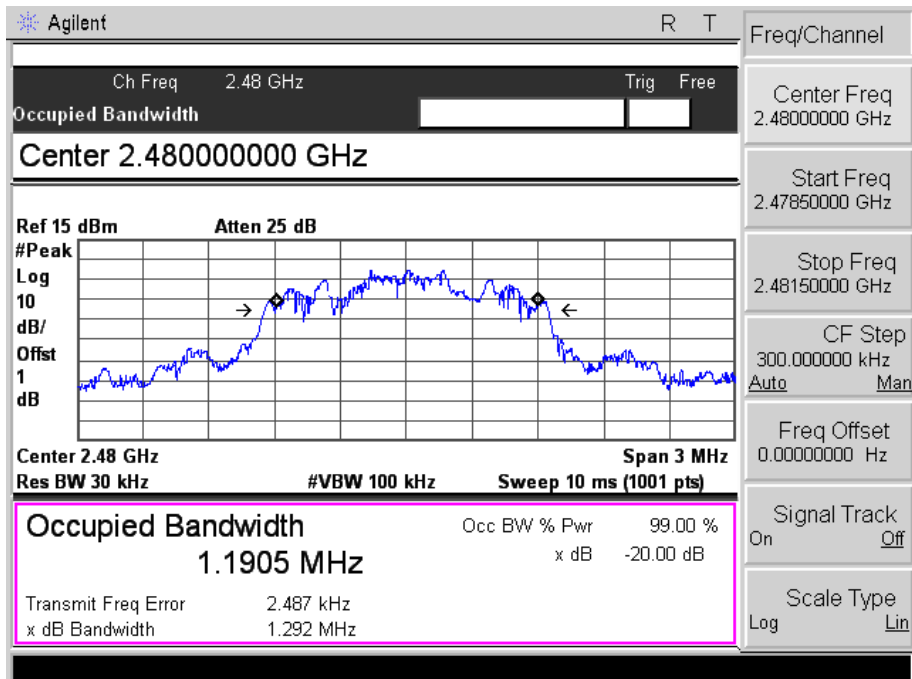 Agilent R T
Ch Freq 2.48 GHz Trig Free
Occupied Bandwidth
Center 2.480000000 GHz
Ref 15 dBm Atten 25 dB
#Peak
Log
10
dB/
Offst
1
dB
Center 2.48 GHz Span 3 MHz
Res BW 30 kHz #VBW 100 kHz Sweep 10 ms (1001 pts)
Occupied Bandwidth Occ BW % Pwr 99.00 %
1.1905 MHz x dB -20.00 dB
Transmit Freq Error 2.487 kHz
x dB Bandwidth 1.292 MHz
Freq/Channel
Center Freq
2.48000000 GHz
Start Freq
2.47850000 GHz
Stop Freq
2.48150000 GHz
CF Step
300.000000 kHz
Auto Man
Freq Offset
0.00000000 Hz
Signal Track
On Off
Scale Type
Log Lin